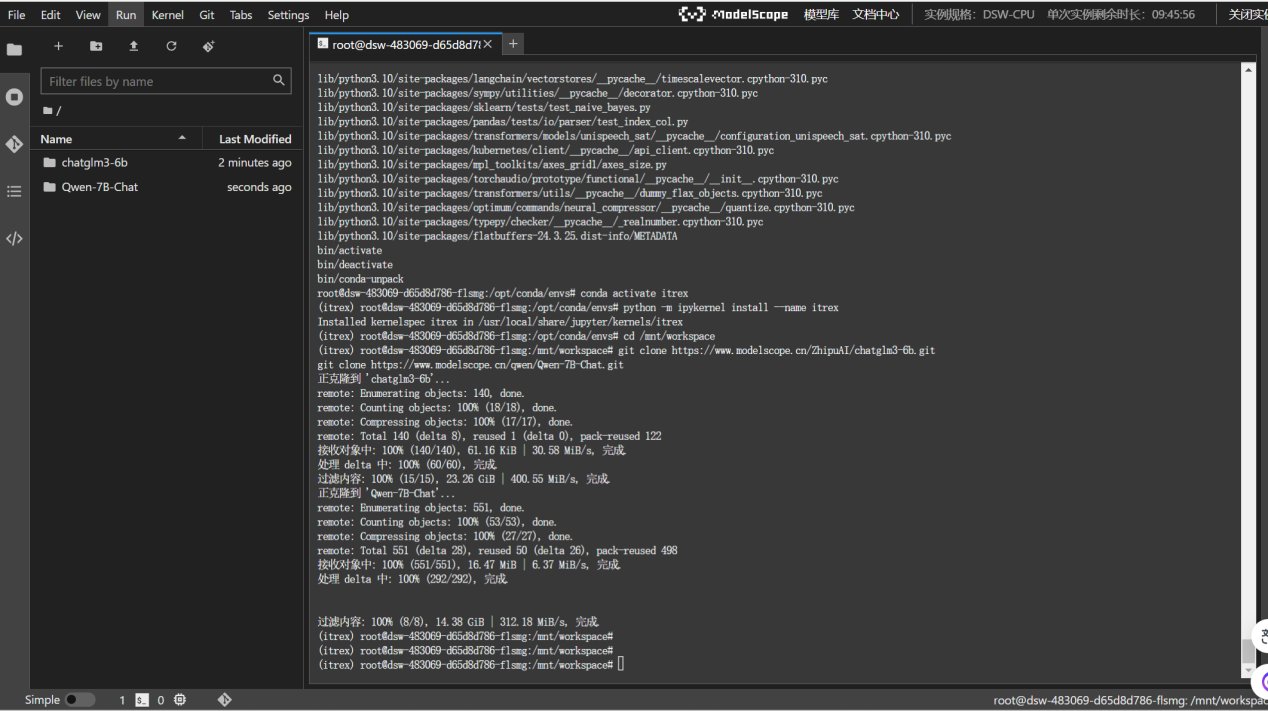 File Edit View Run Kernel Git Tabs Settings Help
ModelScope 模型库 文档中心 实例规格：DSW-CPU 单次实例剩余时长：09:45:56
root@dsw-483069-d65d8d78
Filter files by name
/
Name Last Modified
chatglm3-6b 2 minutes ago
Qwen-7B-Chat seconds ago
lib/python3.10/site-packages/langchain/vectorstores/__pycache__/timescalevector.cpython-310.pyc
lib/python3.10/site-packages/sympy/utilities/__pycache__/decorator.cpython-310.pyc
lib/python3.10/site-packages/sklearn/tests/test_naive_bayes.py
lib/python3.10/site-packages/pandas/tests/io/parser/test_index_col.py
lib/python3.10/site-packages/transformers/models/unispeech_sat/__pycache__/configuration_unispeech_sat.cpython-310.pyc
lib/python3.10/site-packages/kubernetes/client/__pycache__/api_client.cpython-310.pyc
lib/python3.10/site-packages/mpl_toolkits/axes_grid1/axes_size.py
lib/python3.10/site-packages/torchaudio/prototype/functional/__pycache__/__init__.cpython-310.pyc
lib/python3.10/site-packages/transformers/utils/__pycache__/dummy_flax_objects.cpython-310.pyc
lib/python3.10/site-packages/optimum/commands/neural_compressor/__pycache__/quantize.cpython-310.pyc
lib/python3.10/site-packages/typepy/checker/__pycache__/_realnumber.cpython-310.pyc
lib/python3.10/site-packages/flatbuffers-24.3.25.dist-info/METADATA
bin/activate
bin/deactivate
bin/conda-unpack
root@dsw-483069-d65d8d786-flsmg:/opt/conda/envs# conda activate itrex
(itrex) root@dsw-483069-d65d8d786-flsmg:/opt/conda/envs# python -m ipykernel install --name itrex
Installed kernelspec itrex in /usr/local/share/jupyter/kernels/itrex
(itrex) root@dsw-483069-d65d8d786-flsmg:/opt/conda/envs# cd /mnt/workspace
(itrex) root@dsw-483069-d65d8d786-flsmg:/mnt/workspace# git clone https://www.modelscope.cn/ZhipuAI/chatglm3-6b.git
git clone https://www.modelscope.cn/qwen/Qwen-7B-Chat.git
正克隆到 'chatglm3-6b'...
remote: Enumerating objects: 140, done.
remote: Counting objects: 100% (18/18), done.
remote: Compressing objects: 100% (17/17), done.
remote: Total 140 (delta 8), reused 1 (delta 0), pack-reused 122
接收对象中: 100% (140/140), 61.16 KiB | 30.58 MiB/s, 完成.
处理 delta 中: 100% (60/60), 完成.
过滤内容: 100% (15/15), 23.26 GiB | 400.55 MiB/s, 完成.
正克隆到 'Qwen-7B-Chat'...
remote: Enumerating objects: 551, done.
remote: Counting objects: 100% (53/53), done.
remote: Compressing objects: 100% (27/27), done.
remote: Total 551 (delta 28), reused 50 (delta 26), pack-reused 498
接收对象中: 100% (551/551), 16.47 MiB | 6.37 MiB/s, 完成.
处理 delta 中: 100% (292/292), 完成.
过滤内容: 100% (8/8), 14.38 GiB | 312.18 MiB/s, 完成.
(itrex) root@dsw-483069-d65d8d786-flsmg:/mnt/workspace#
(itrex) root@dsw-483069-d65d8d786-flsmg:/mnt/workspace#
(itrex) root@dsw-483069-d65d8d786-flsmg:/mnt/workspace#
Simple 1 0 root@dsw-483069-d65d8d786-flsmg: /mnt/workspac